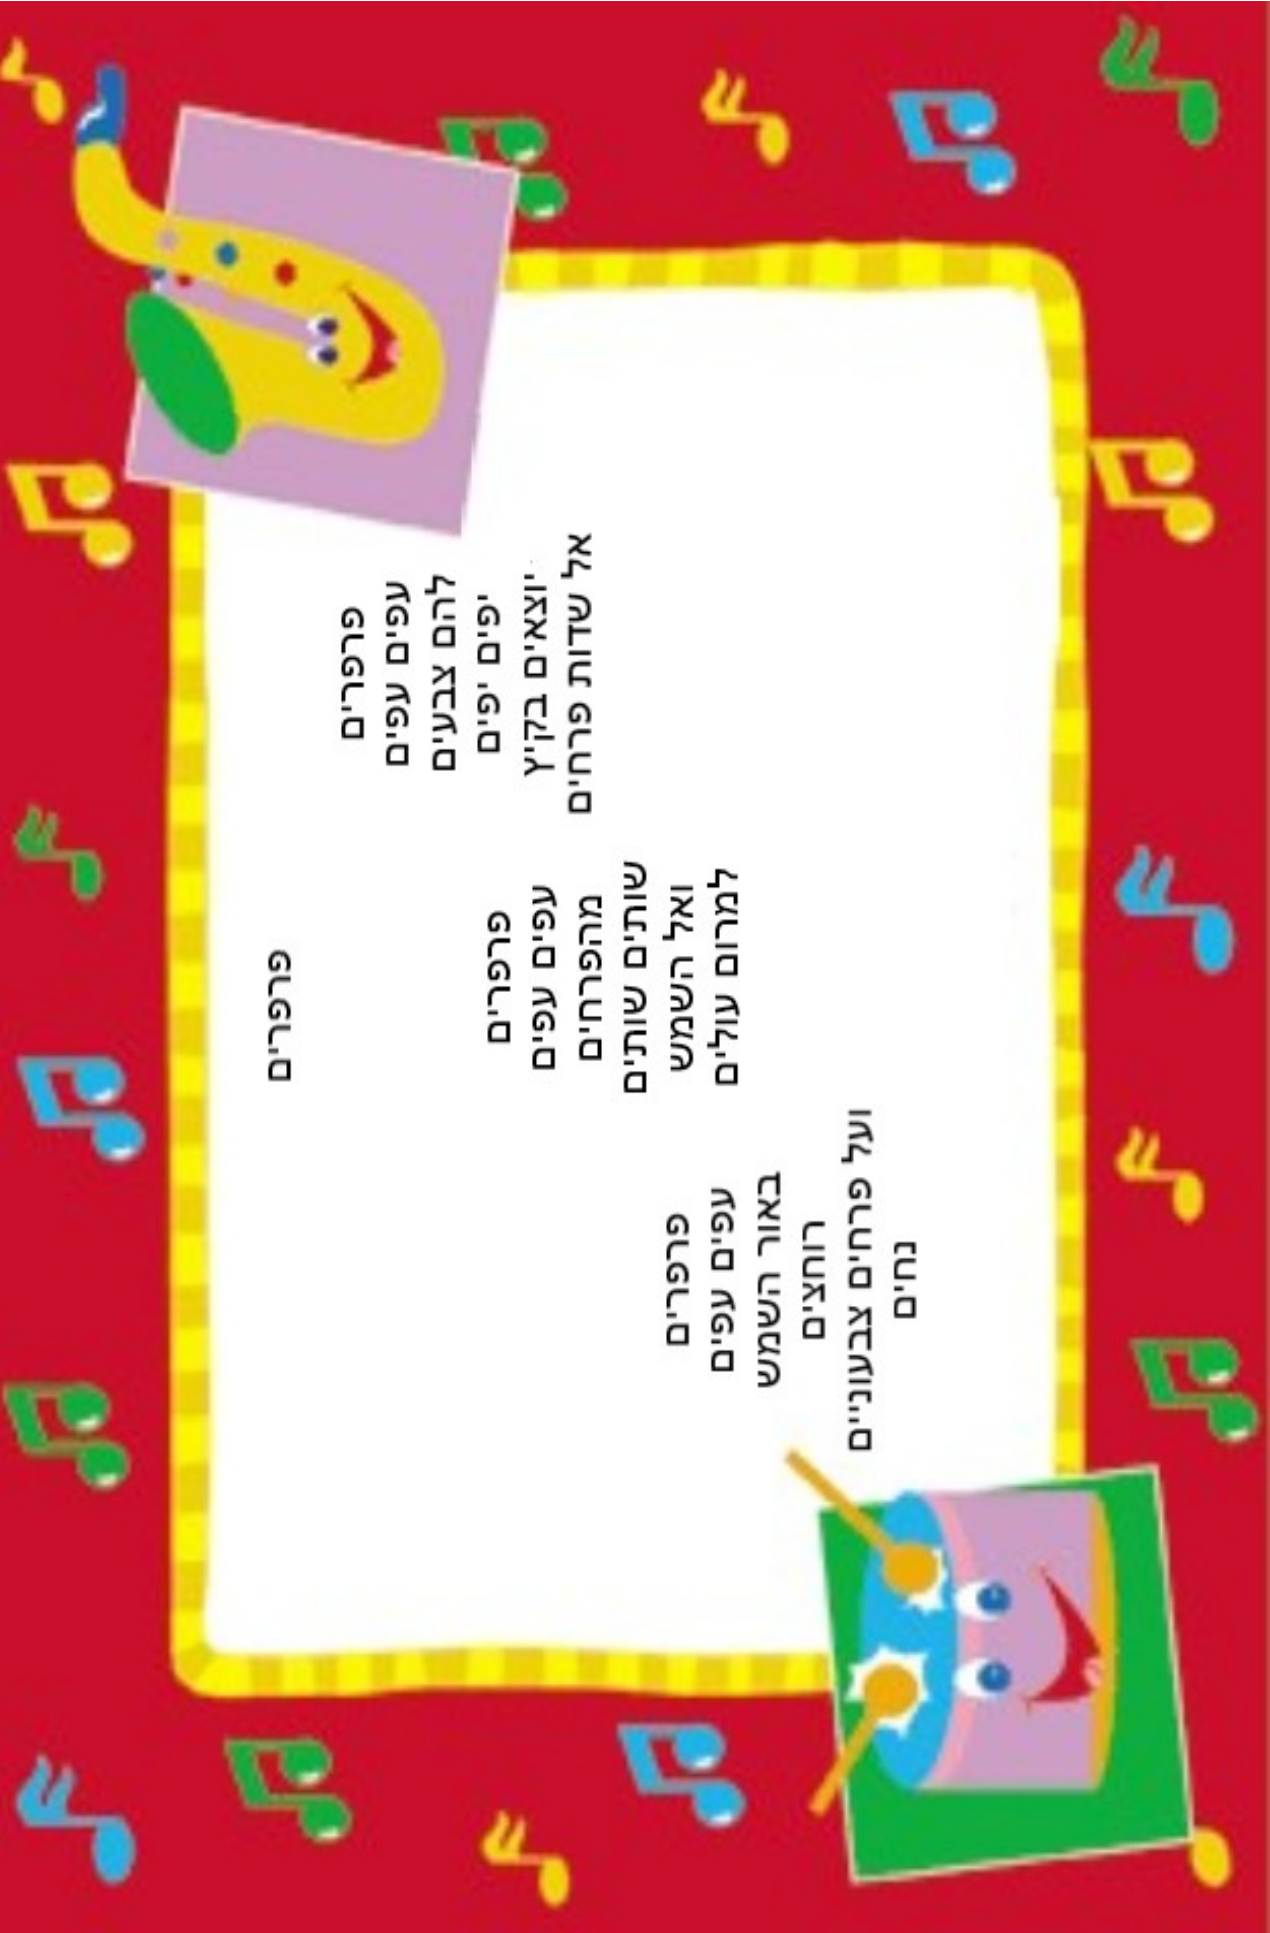 פרפרים
פרפרים
עפים עפים
להם צבעים
יפים יפים
יוצאים בקיץ
אל שדות פרחים
פרפרים
עפים עפים
מהפרחים
שותים שותים
ואל השמש
למרום עולים
פרפרים
עפים עפים
באור השמש
רוחצים
ועל פרחים צבעוניים
נחים